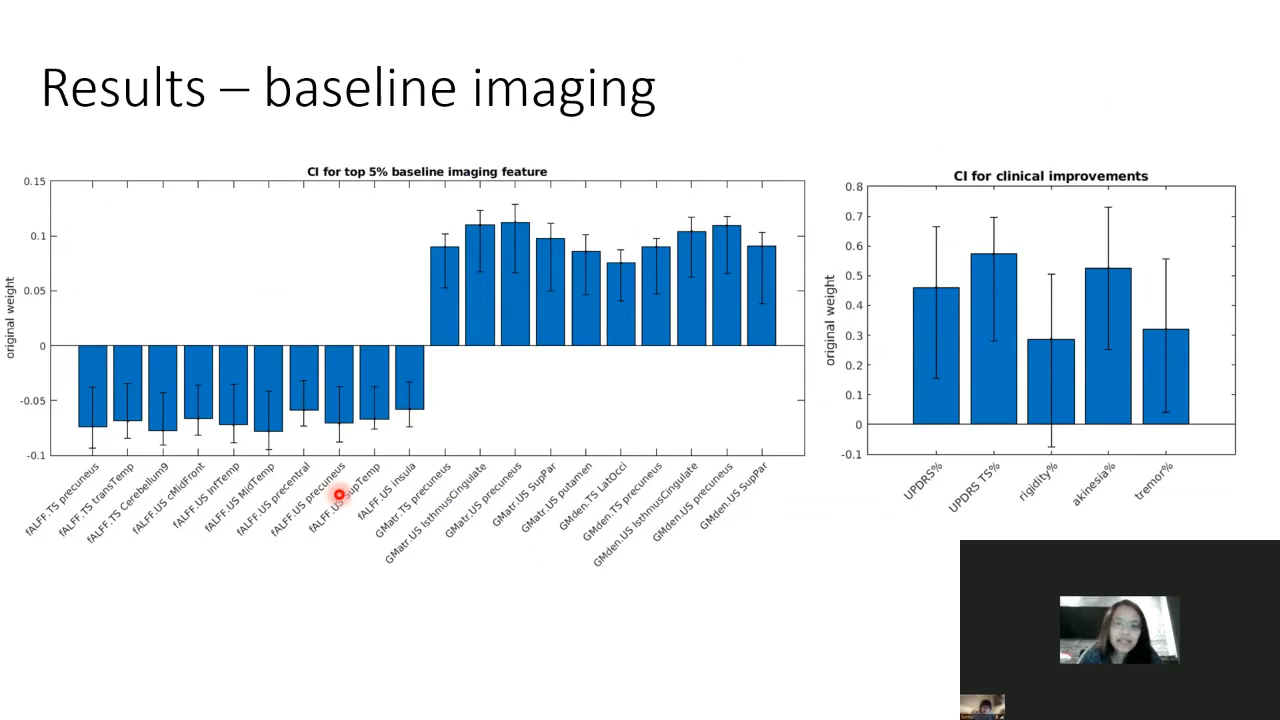 Results – baseline imaging
CI for top 5% baseline imaging feature
original weight
0.15
0.1
0.05
0
-0.05
-0.1
fALFF.TS precuneus
fALFF.TS transTemp
fALFF.TS Cerebellum9
fALFF.US cMidFront
fALFF.US InfTemp
fALFF.US MidTemp
fALFF.US precentral
fALFF.US precuneus
fALFF.US SupTemp
fALFF.US insula
GMatr.TS precuneus
GMatr.US IsthmusCingulate
GMatr.US precuneus
GMatr.US SupPar
GMatr.US putamen
GMden.TS LatOcci
GMden.TS precuneus
GMden.US IsthmusCingulate
GMden.US precuneus
GMden.US SupPar
CI for clinical improvements
original weight
0.8
0.7
0.6
0.5
0.4
0.3
0.2
0.1
0
-0.1
UPDRS%
UPDRS TS%
rigidity%
akinesia%
tremor%